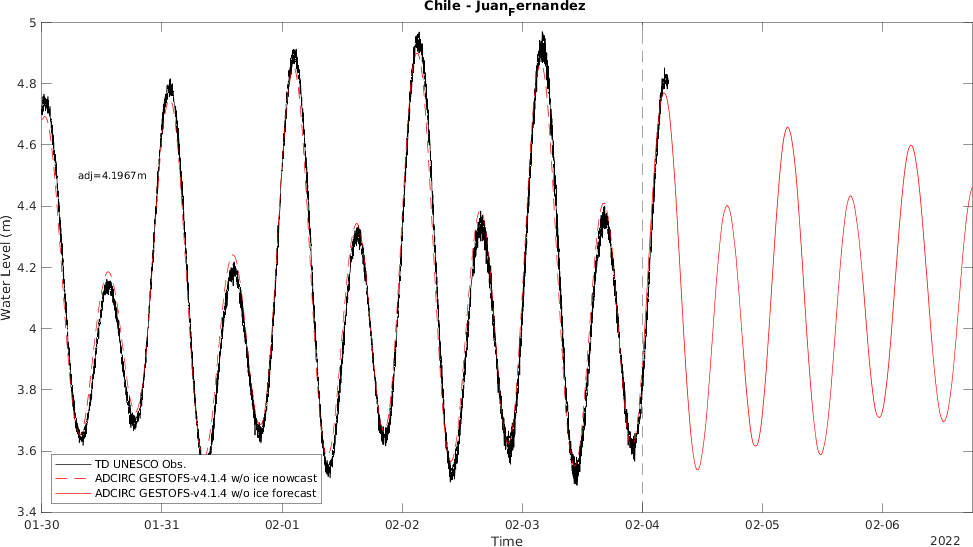 Chile - Juan_Fernandez
5
4.8
4.6
4.4
4.2
4
3.8
3.6
3.4
Water Level (m)
adj=4.1967m
TD UNESCO Obs.
ADCIRC GESTOFS-v4.1.4 w/o ice nowcast
ADCIRC GESTOFS-v4.1.4 w/o ice forecast
01-30 01-31 02-01 02-02 02-03 02-04 02-05 02-06
Time
2022